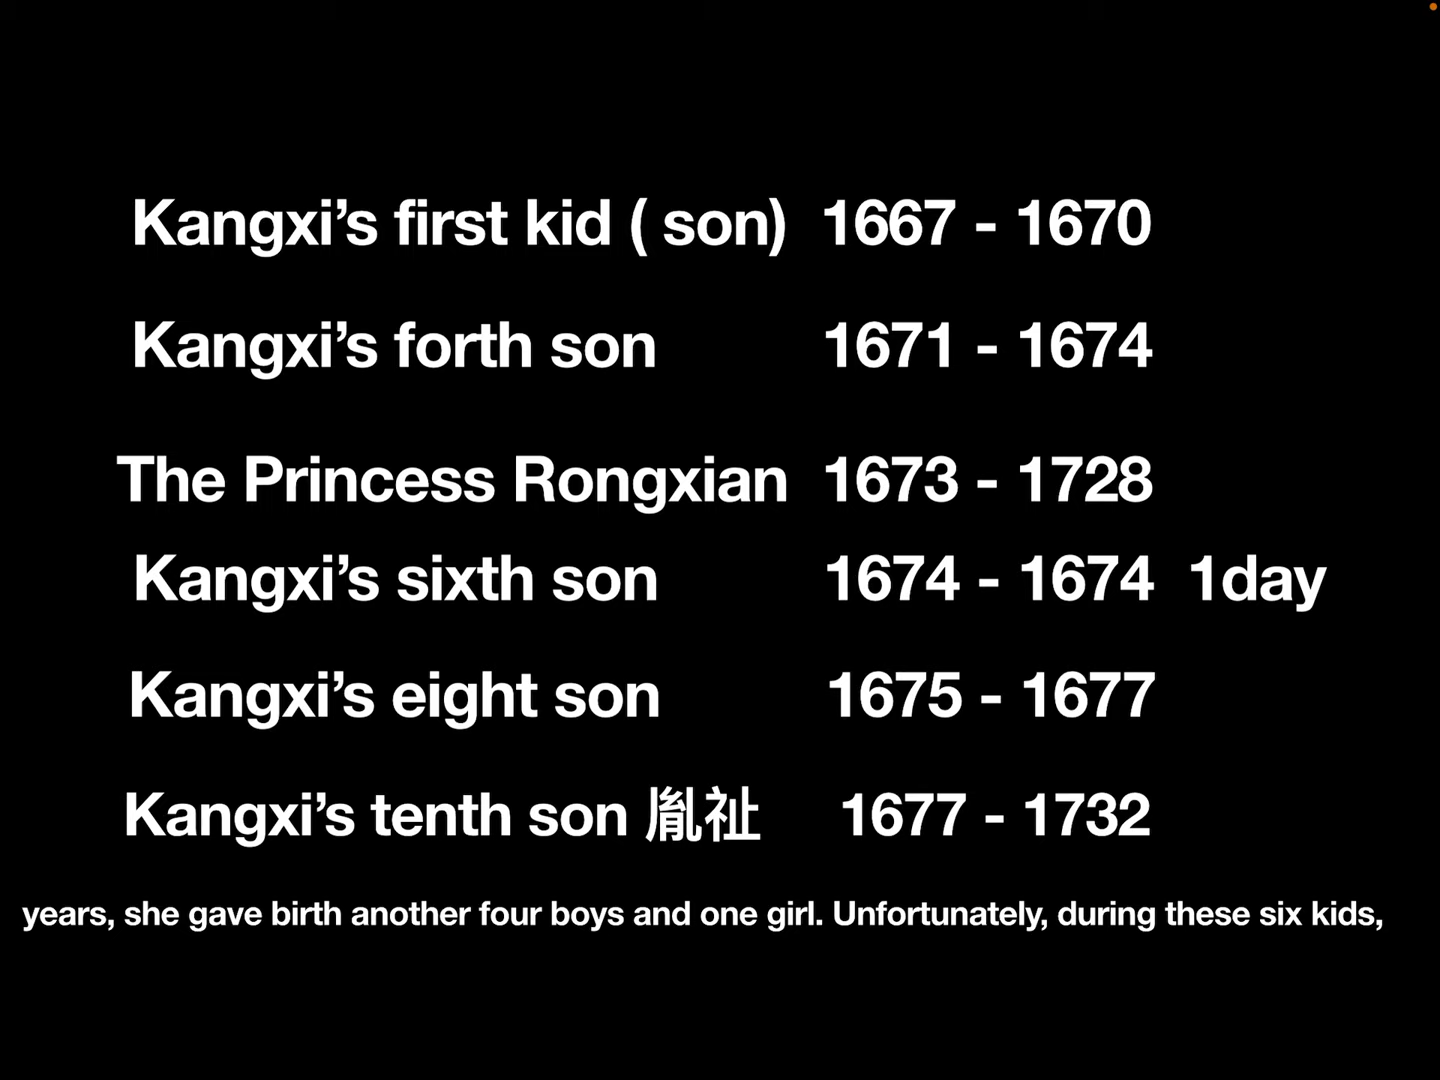 Kangxi’s first kid ( son) 1667 - 1670
Kangxi’s forth son 1671 - 1674
The Princess Rongxian 1673 - 1728
Kangxi’s sixth son 1674 - 1674 1day
Kangxi’s eight son 1675 - 1677
Kangxi’s tenth son 胤祉 1677 - 1732
years, she gave birth another four boys and one girl. Unfortunately, during these six kids,